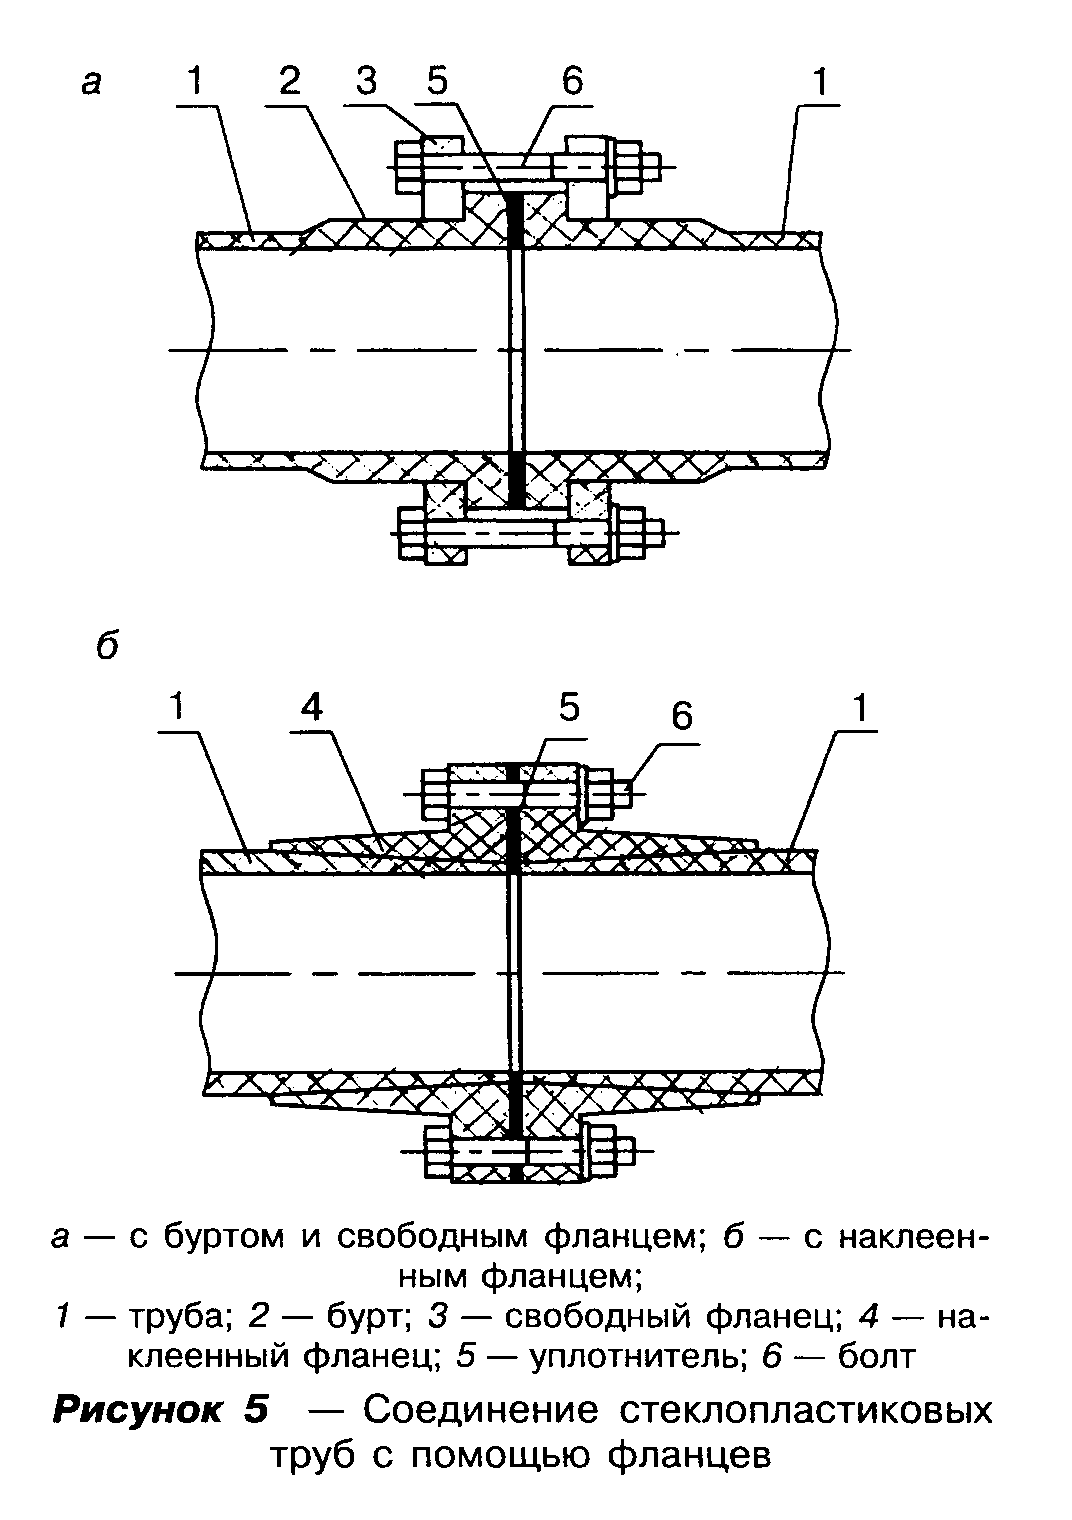 а 1 2 3 5 6 1
б
1 4 5 6 1
а — с буртом и свободным фланцем; б — с наклеен-
ным фланцем;
1 — труба; 2 — бурт; 3 — свободный фланец; 4 — на-
клеенный фланец; 5 — уплотнитель; 6 — болт
Рисунок 5 — Соединение стеклопластиковых
труб с помощью фланцев